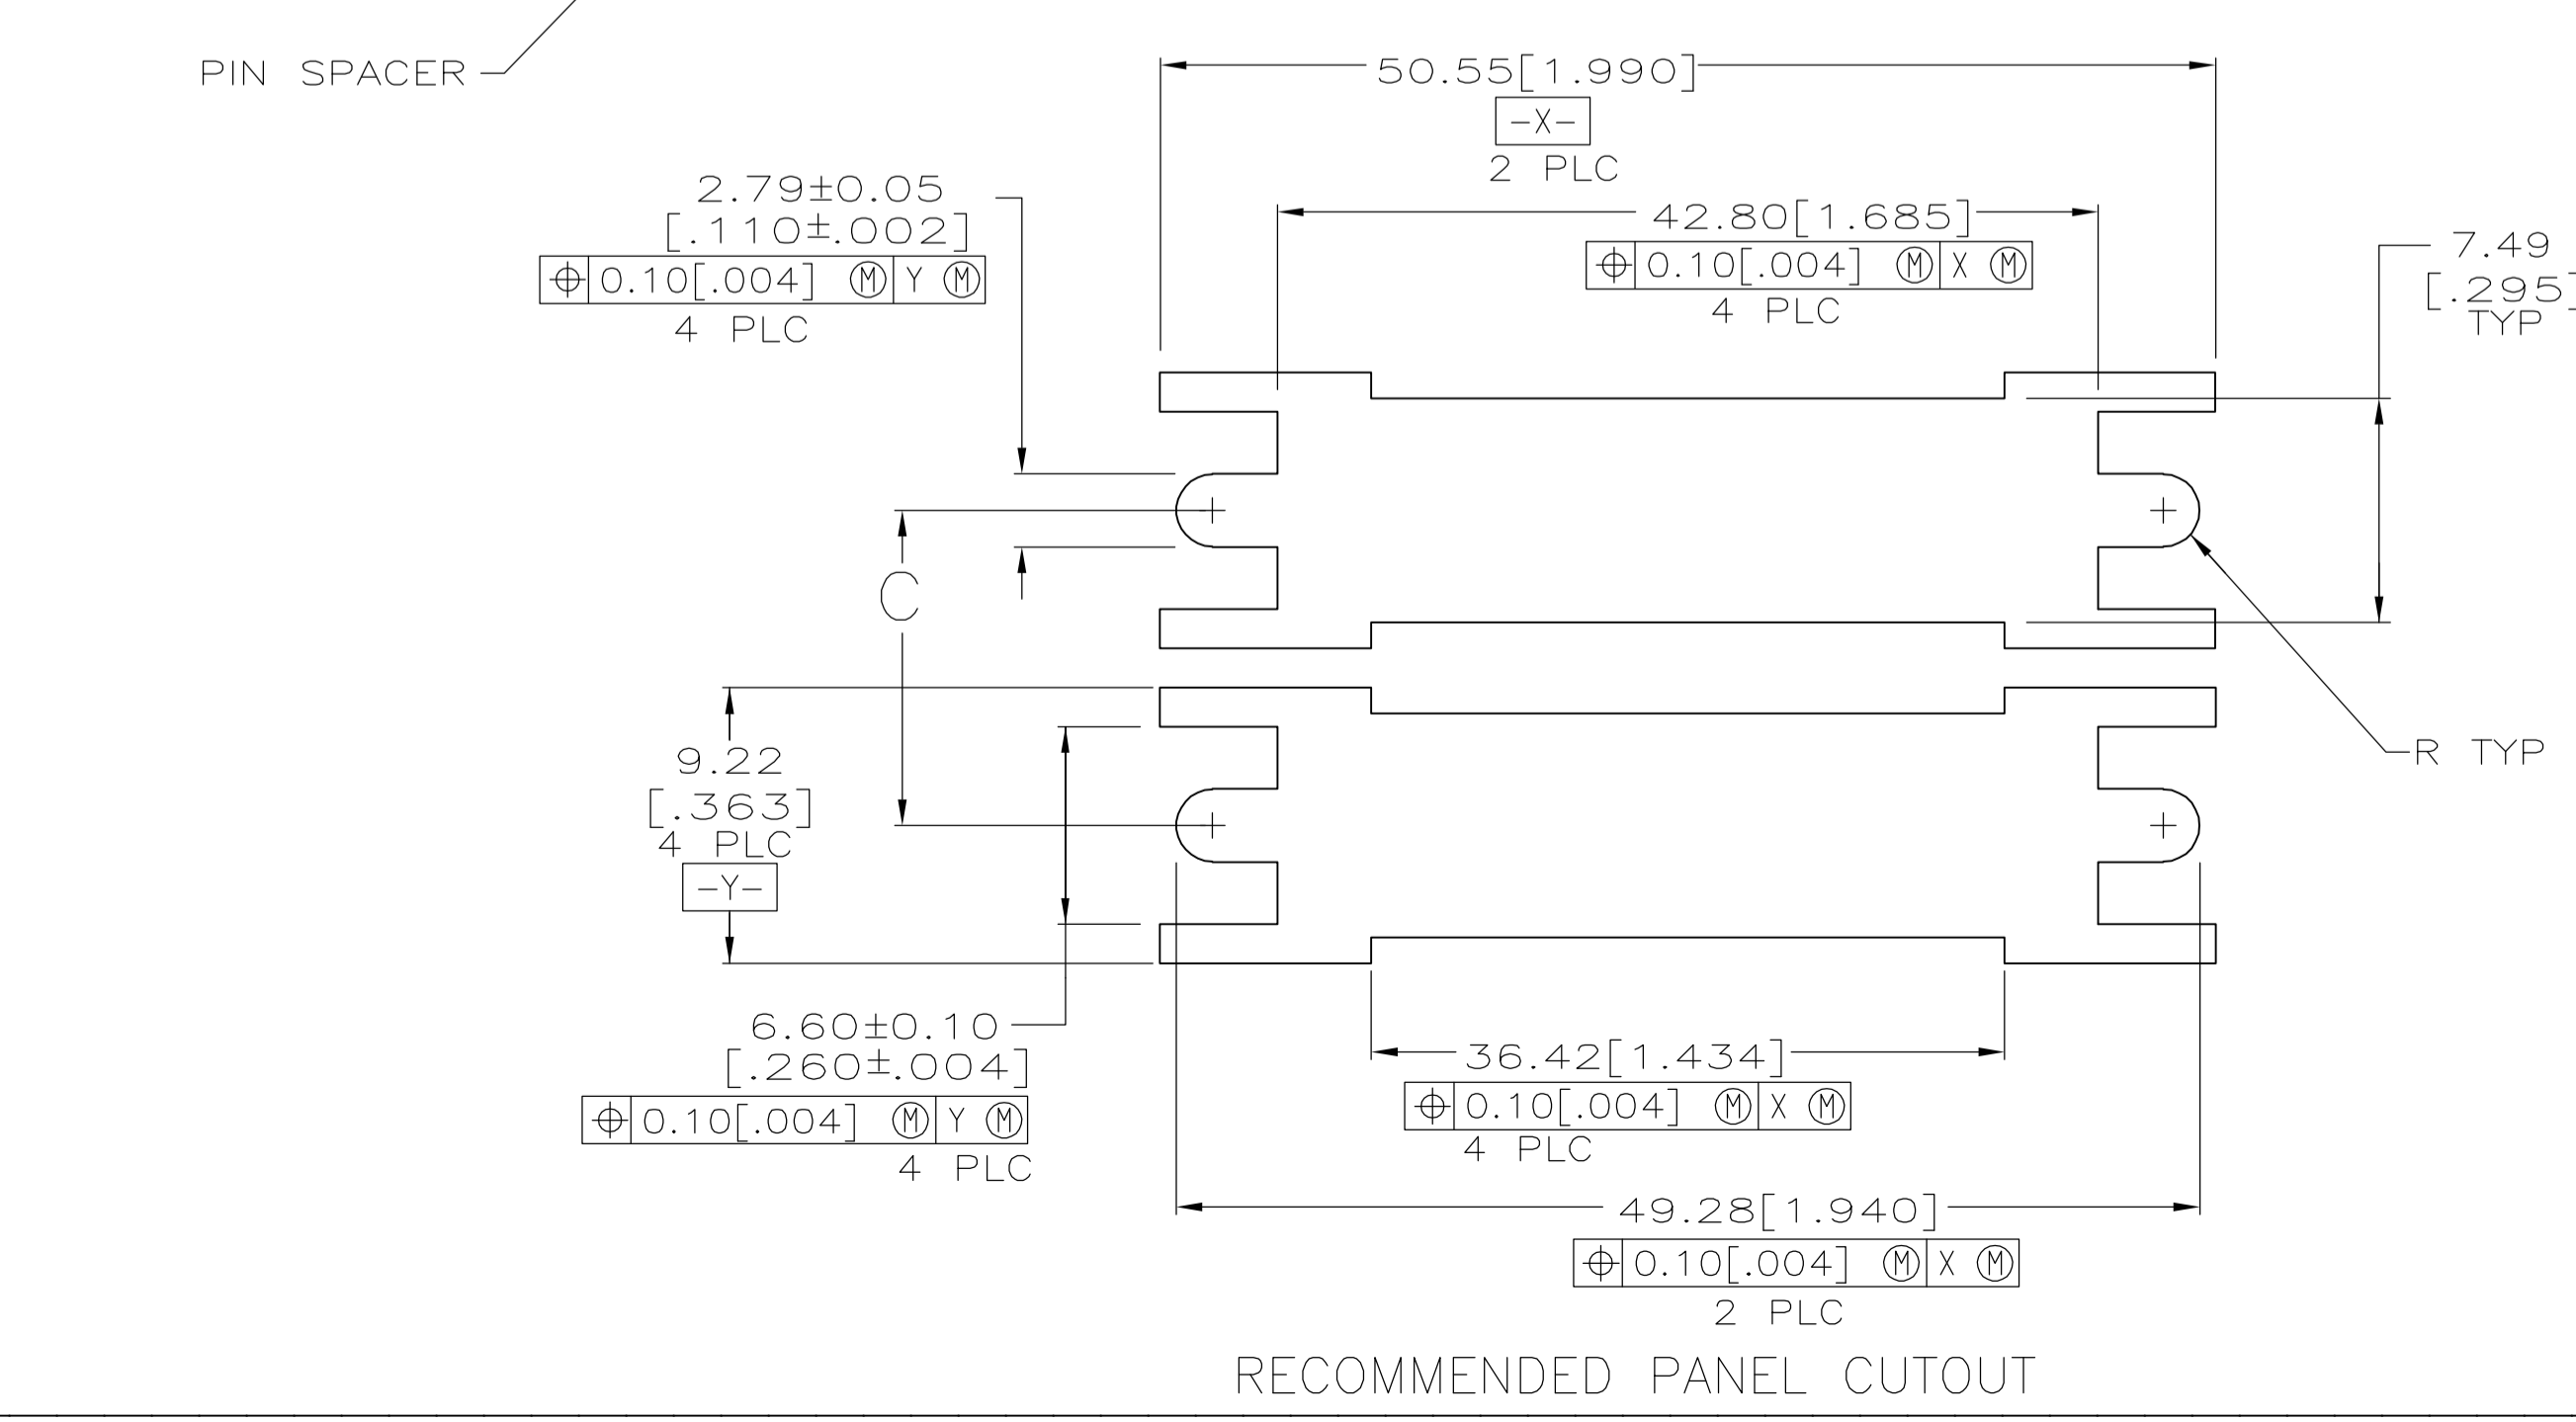 PIN SPACER
50.55[1.990]
-X-
2 PLC
2.79±0.05
[.110±.002]
⌖ 0.10[.004] Ⓜ Y Ⓜ
4 PLC
42.80[1.685]
⌖ 0.10[.004] Ⓜ X Ⓜ
4 PLC
7.49
[.295]
TYP
C
R TYP
9.22
[.363]
4 PLC
-Y-
6.60±0.10
[.260±.004]
⌖ 0.10[.004] Ⓜ Y Ⓜ
4 PLC
36.42[1.434]
⌖ 0.10[.004] Ⓜ X Ⓜ
4 PLC
49.28[1.940]
⌖ 0.10[.004] Ⓜ X Ⓜ
2 PLC
RECOMMENDED PANEL CUTOUT